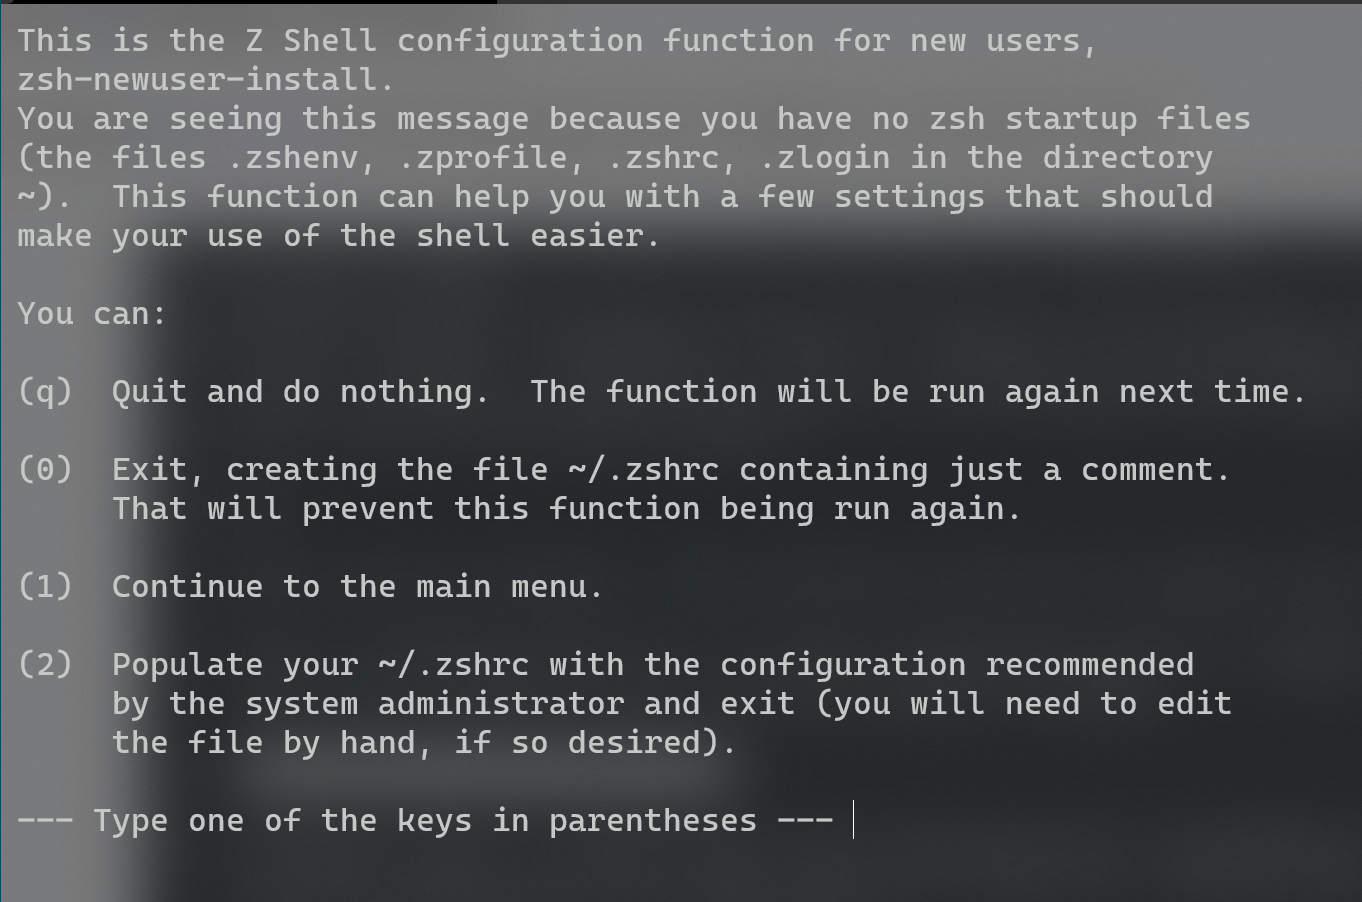 This is the Z Shell configuration function for new users,
zsh-newuser-install.
You are seeing this message because you have no zsh startup files
(the files .zshenv, .zprofile, .zshrc, .zlogin in the directory
~).  This function can help you with a few settings that should
make your use of the shell easier.

You can:

(q)  Quit and do nothing.  The function will be run again next time.

(0)  Exit, creating the file ~/.zshrc containing just a comment.
     That will prevent this function being run again.

(1)  Continue to the main menu.

(2)  Populate your ~/.zshrc with the configuration recommended
     by the system administrator and exit (you will need to edit
     the file by hand, if so desired).

--- Type one of the keys in parentheses ---